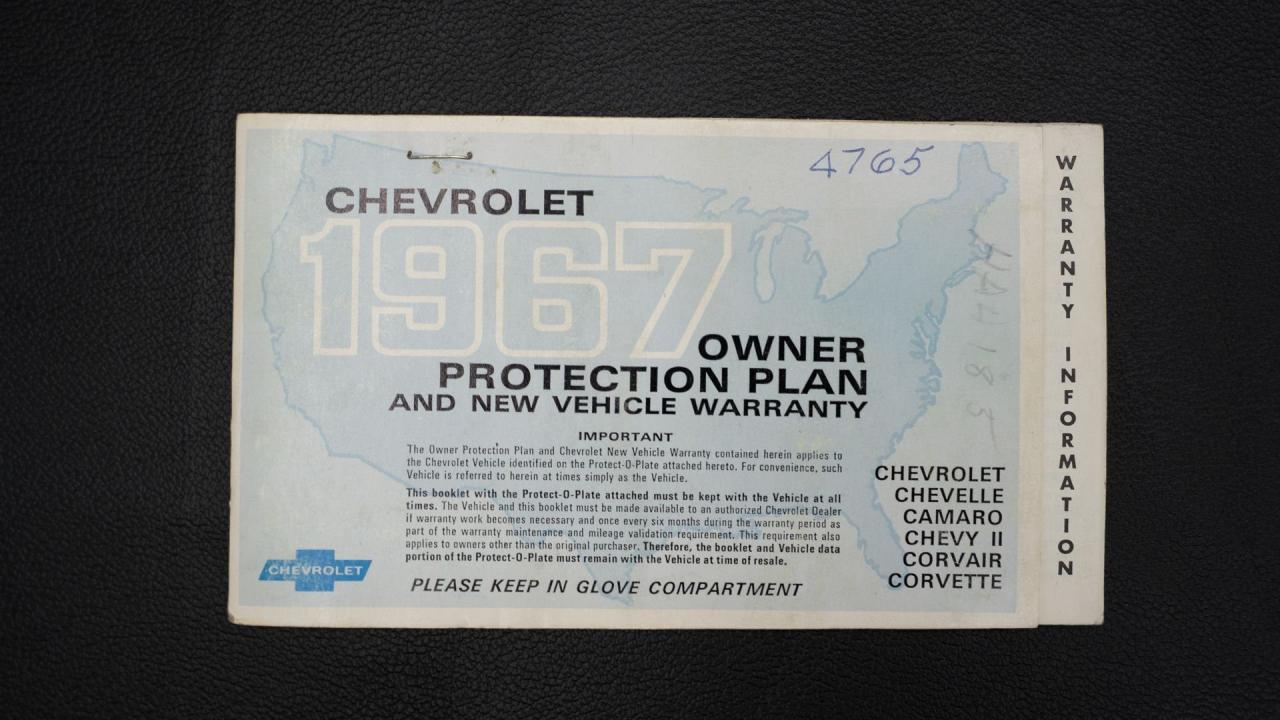 4765
CHEVROLET
1967
OWNER
PROTECTION PLAN
AND NEW VEHICLE WARRANTY
IMPORTANT
The Owner Protection Plan and Chevrolet New Vehicle Warranty contained herein applies to
the Chevrolet Vehicle identified on the Protect-O-Plate attached hereto. For convenience, such
Vehicle is referred to herein at times simply as the Vehicle.
This booklet with the Protect-O-Plate attached must be kept with the Vehicle at all
times. The Vehicle and this booklet must be made available to an authorized Chevrolet Dealer
if warranty work becomes necessary and once every six months during the warranty period as
part of the warranty maintenance and mileage validation requirement. This requirement also
applies to owners other than the original purchaser. Therefore, the booklet and Vehicle data
portion of the Protect-O-Plate must remain with the Vehicle at time of resale.
PLEASE KEEP IN GLOVE COMPARTMENT
CHEVROLET
CHEVROLET
CHEVELLE
CAMARO
CHEVY II
CORVAIR
CORVETTE
WARRANTY INFORMATION